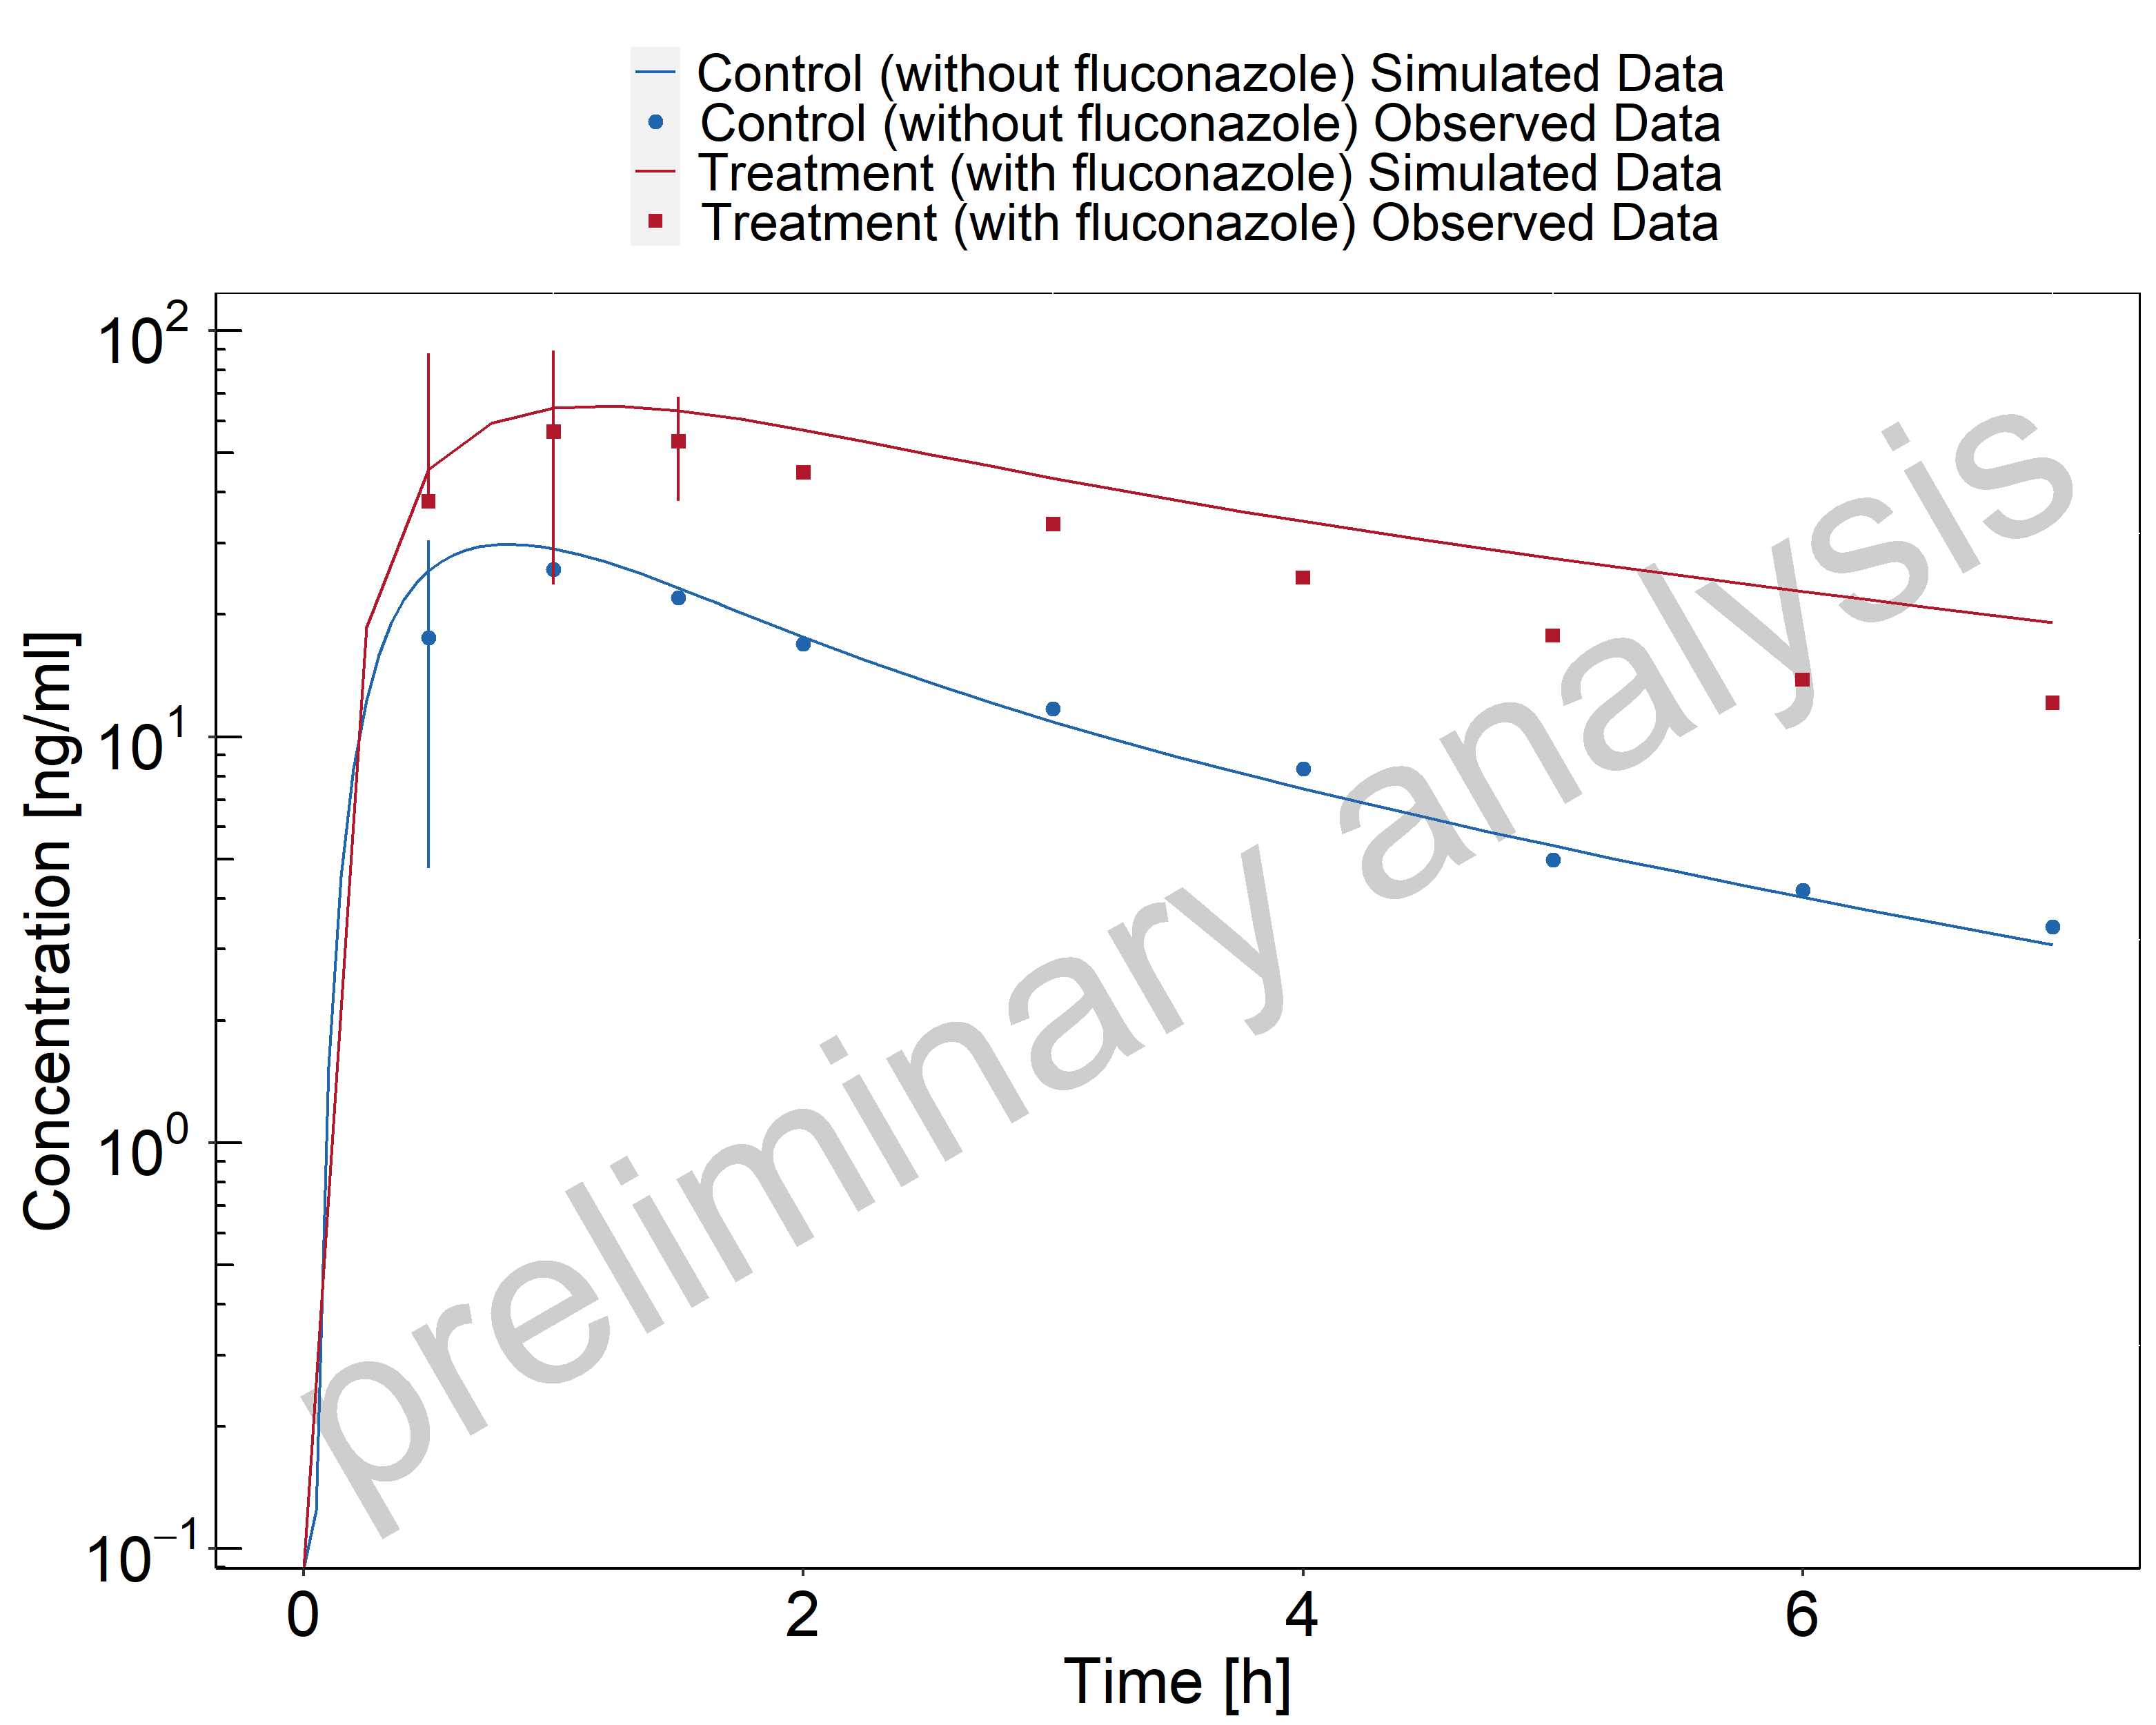 Control (without fluconazole) Simulated Data
Control (without fluconazole) Observed Data
Treatment (with fluconazole) Simulated Data
Treatment (with fluconazole) Observed Data
10²
10¹
10⁰
10⁻¹
Concentration [ng/ml]
preliminary analysis
0 2 4 6
Time [h]